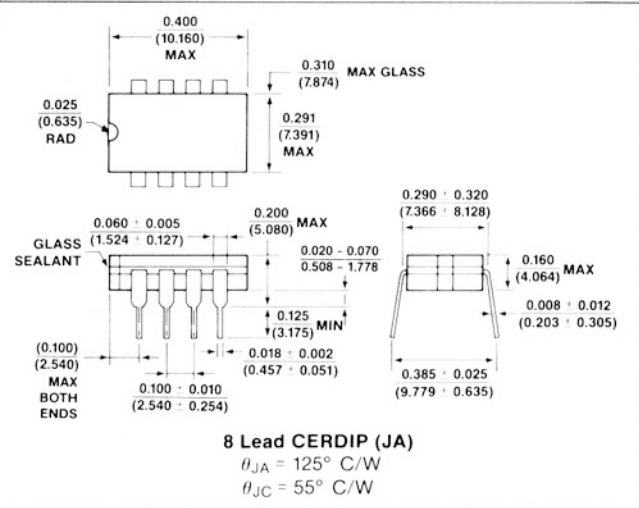 0.400
(10.160)
MAX
0.310
(7.874)
MAX GLASS
0.025
(0.635)
RAD
0.291
(7.391)
MAX
0.060 ± 0.005
(1.524 ± 0.127)
0.200
(5.080)
MAX
GLASS
SEALANT
0.020 - 0.070
0.508 - 1.778
0.125
(3.175)
MIN
(0.100)
(2.540)
MAX
BOTH
ENDS
0.100 ± 0.010
(2.540 ± 0.254)
0.018 ± 0.002
(0.457 ± 0.051)
0.290 ± 0.320
(7.366 ± 8.128)
0.160
(4.064)
MAX
0.008 ± 0.012
(0.203 ± 0.305)
0.385 ± 0.025
(9.779 ± 0.635)
8 Lead CERDIP (JA)
θJA = 125° C/W
θJC = 55° C/W